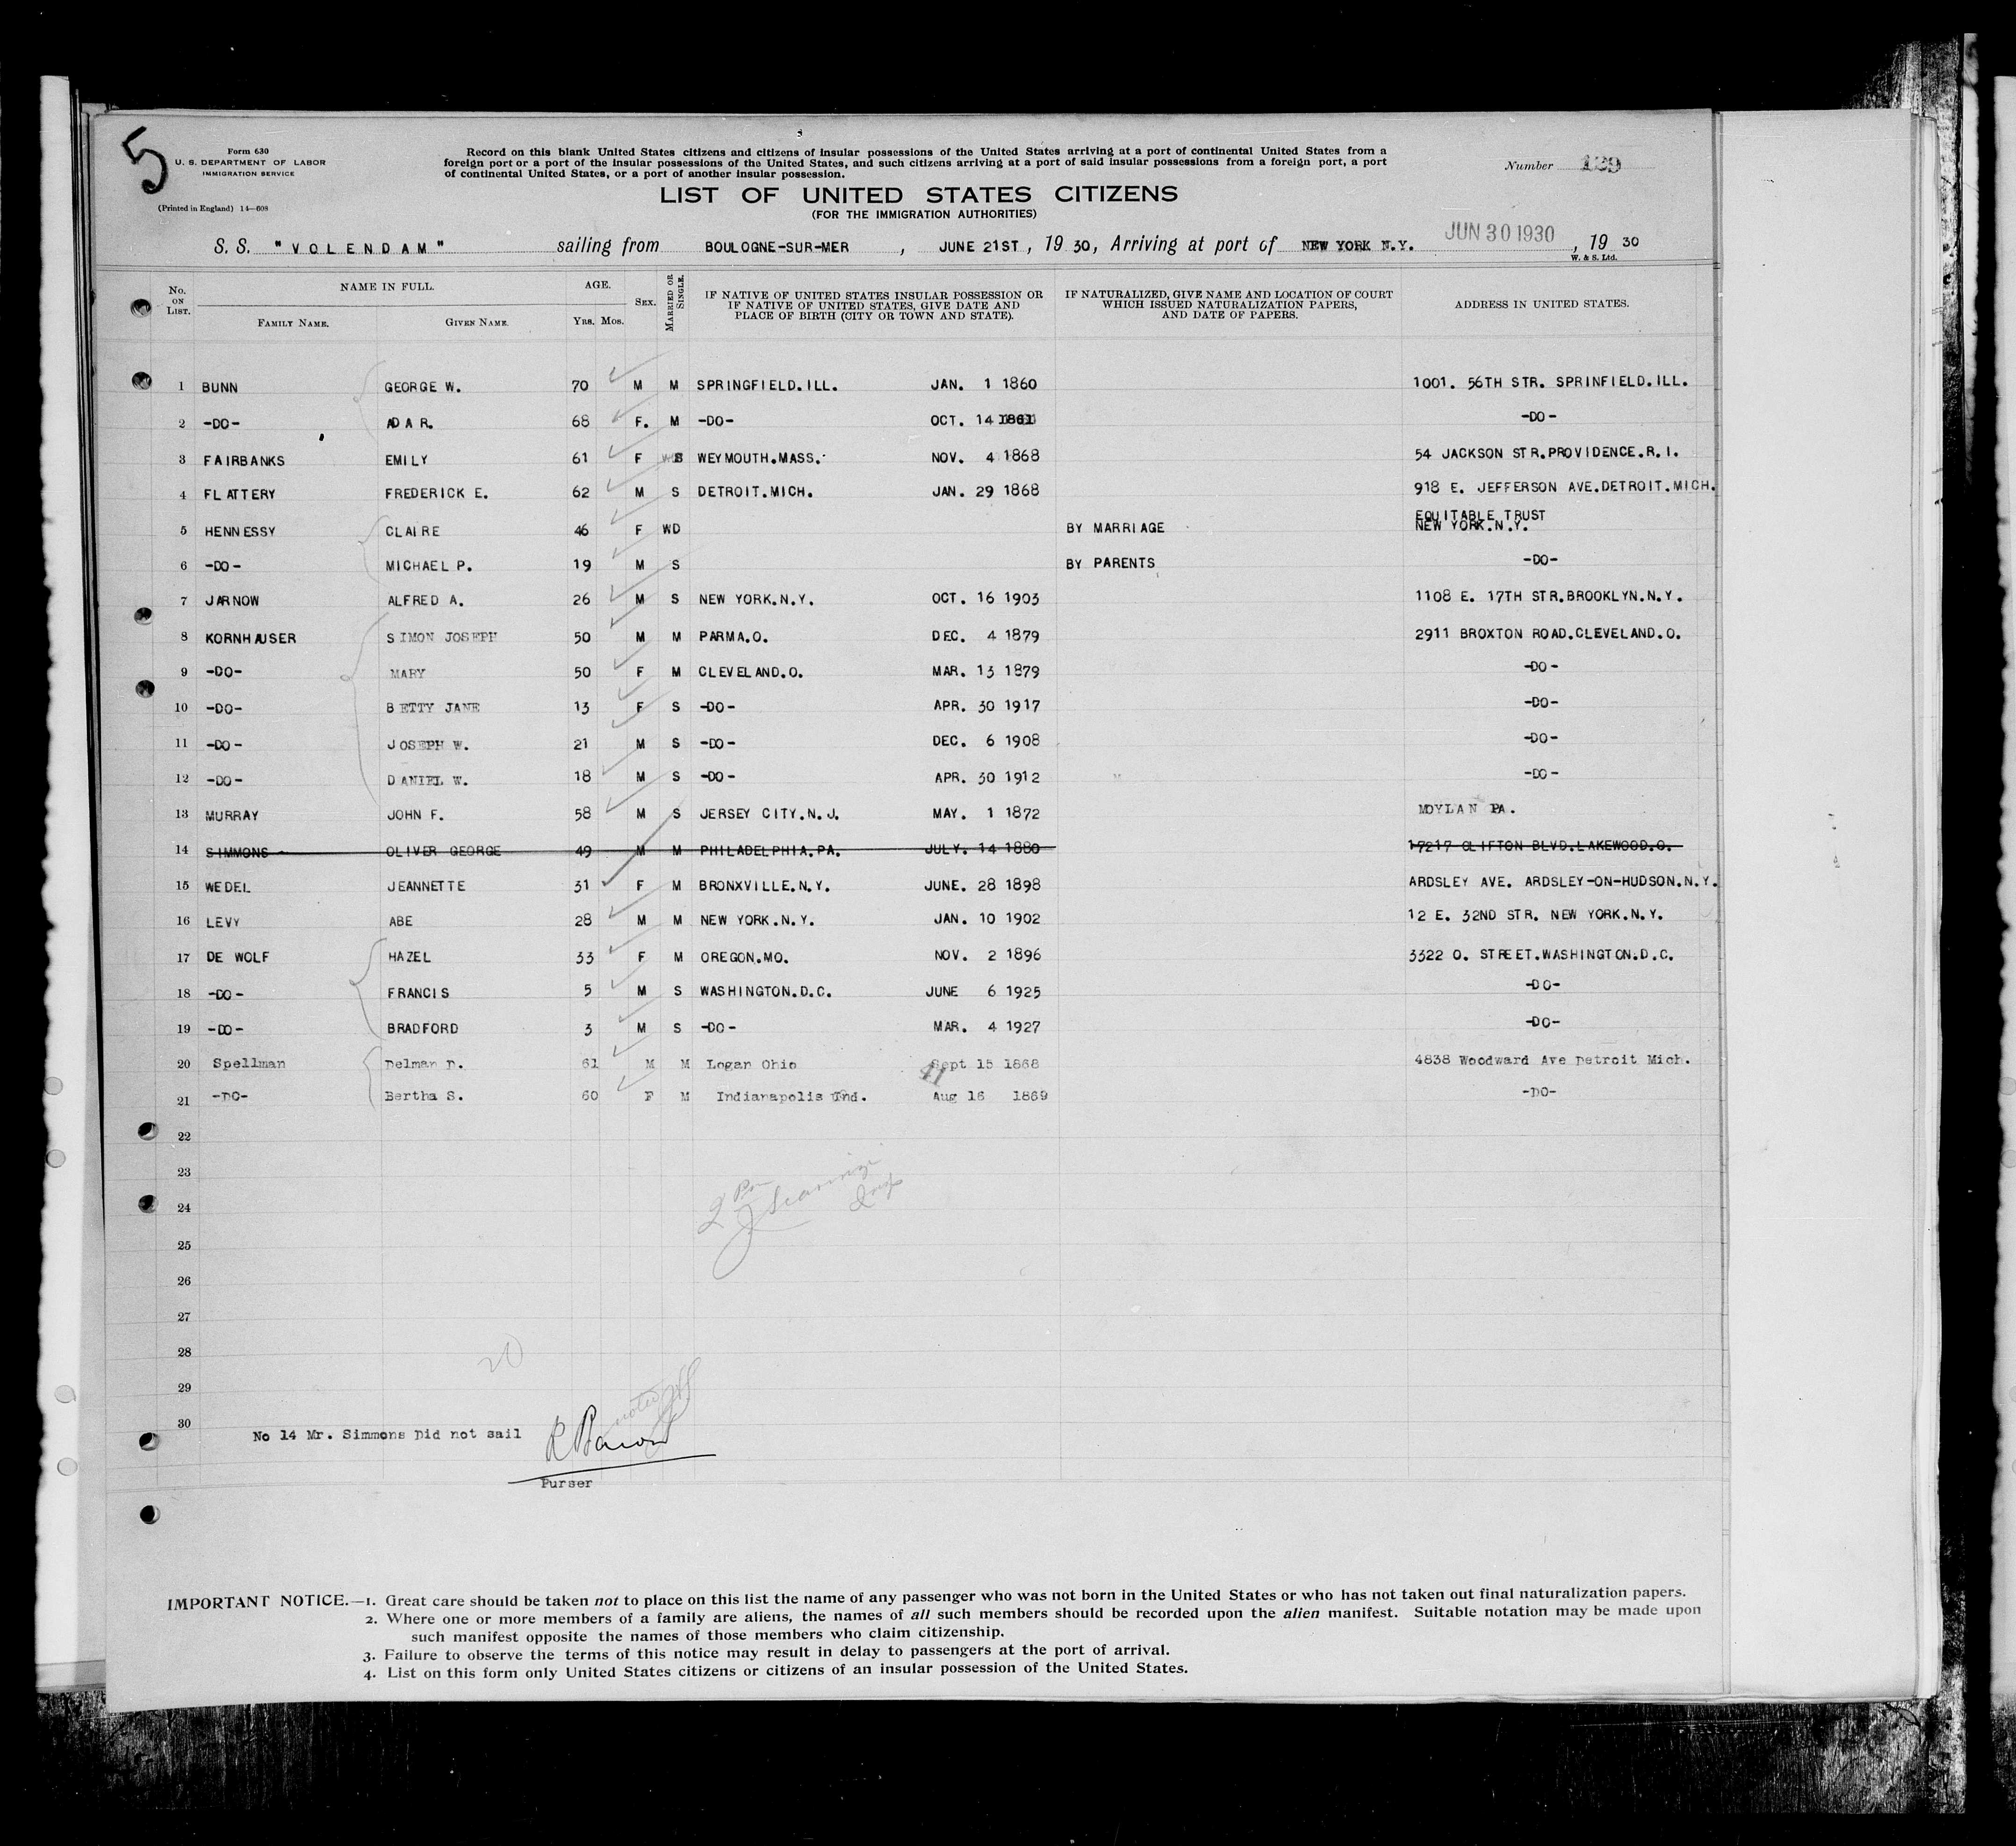 5
Form 630
U. S. DEPARTMENT OF LABOR
IMMIGRATION SERVICE
(Printed in England) 14—608
Record on this blank United States citizens and citizens of insular possessions of the United States arriving at a port of continental United States from a
foreign port or a port of the insular possessions of the United States, and such citizens arriving at a port of said insular possessions from a foreign port, a port
of continental United States, or a port of another insular possession.
Number 129
LIST OF UNITED STATES CITIZENS
(FOR THE IMMIGRATION AUTHORITIES)
S. S. "VOLENDAM" sailing from BOULOGNE-SUR-MER, JUNE 21ST, 1930, Arriving at port of NEW YORK N.Y. JUN 30 1930, 19 30
W. & S. Ltd.
No. ON LIST. NAME IN FULL. FAMILY NAME. GIVEN NAME. AGE. YRS. MOS. SEX. MARRIED OR SINGLE. IF NATIVE OF UNITED STATES INSULAR POSSESSION OR IF NATIVE OF UNITED STATES, GIVE DATE AND PLACE OF BIRTH (CITY OR TOWN AND STATE). IF NATURALIZED, GIVE NAME AND LOCATION OF COURT WHICH ISSUED NATURALIZATION PAPERS, AND DATE OF PAPERS. ADDRESS IN UNITED STATES.
1 BUNN GEORGE W. 70 M M SPRINGFIELD.ILL. JAN. 1 1860 1001. 56TH STR. SPRINFIELD.ILL.
2 -DO- ADA R. 68 F. M -DO- OCT. 14 1861 -DO-
3 FAIRBANKS EMILY 61 F S WEYMOUTH.MASS. NOV. 4 1868 54 JACKSON STR.PROVIDENCE.R.I.
4 FLATTERY FREDERICK E. 62 M S DETROIT.MICH. JAN. 29 1868 918 E. JEFFERSON AVE.DETROIT.MICH.
5 HENNESSY CLAIRE 46 F WD BY MARRIAGE EQUITABLE TRUST
NEW YORK.N.Y.
6 -DO- MICHAEL P. 19 M S BY PARENTS -DO-
7 JARNOW ALFRED A. 26 M S NEW YORK.N.Y. OCT. 16 1903 1108 E. 17TH STR.BROOKLYN.N.Y.
8 KORNHAUSER SIMON JOSEPH 50 M M PARMA.O. DEC. 4 1879 2911 BROXTON ROAD.CLEVELAND.O.
9 -DO- MARY 50 F M CLEVELAND.O. MAR. 13 1879 -DO-
10 -DO- BETTY JANE 13 F S -DO- APR. 30 1917 -DO-
11 -DO- JOSEPH W. 21 M S -DO- DEC. 6 1908 -DO-
12 -DO- DANIEL W. 18 M S -DO- APR. 30 1912 -DO-
13 MURRAY JOHN F. 58 M S JERSEY CITY.N.J. MAY. 1 1872 MOYLAN PA.
14 SIMMONS OLIVER GEORGE 49 M M PHILADELPHIA.PA. JULY. 14 1880 17217 CLIFTON BLVD.LAKEWOOD.O.
15 WEDEL JEANNETTE 31 F M BRONXVILLE.N.Y. JUNE. 28 1898 ARDSLEY AVE. ARDSLEY-ON-HUDSON.N.Y.
16 LEVY ABE 28 M M NEW YORK.N.Y. JAN. 10 1902 12 E. 32ND STR. NEW YORK.N.Y.
17 DE WOLF HAZEL 33 F M OREGON.MO. NOV. 2 1896 3322 O. STREET.WASHINGTON.D.C.
18 -DO- FRANCIS 5 M S WASHINGTON.D.C. JUNE 6 1925 -DO-
19 -DO- BRADFORD 3 M S -DO- MAR. 4 1927 -DO-
20 Spellman Delman D. 61 M M Logan Ohio Sept 15 1868 4838 Woodward Ave Detroit Mich.
21 -DO- Bertha S. 60 F M Indianapolis Ind. Aug 16 1869 -DO-
22
23
24
25
26
27
28
29
30
20
No 14 Mr. Simmons Did not sail
noted
Purser
IMPORTANT NOTICE.—1. Great care should be taken not to place on this list the name of any passenger who was not born in the United States or who has not taken out final naturalization papers.
2. Where one or more members of a family are aliens, the names of all such members should be recorded upon the alien manifest. Suitable notation may be made upon
such manifest opposite the names of those members who claim citizenship.
3. Failure to observe the terms of this notice may result in delay to passengers at the port of arrival.
4. List on this form only United States citizens or citizens of an insular possession of the United States.